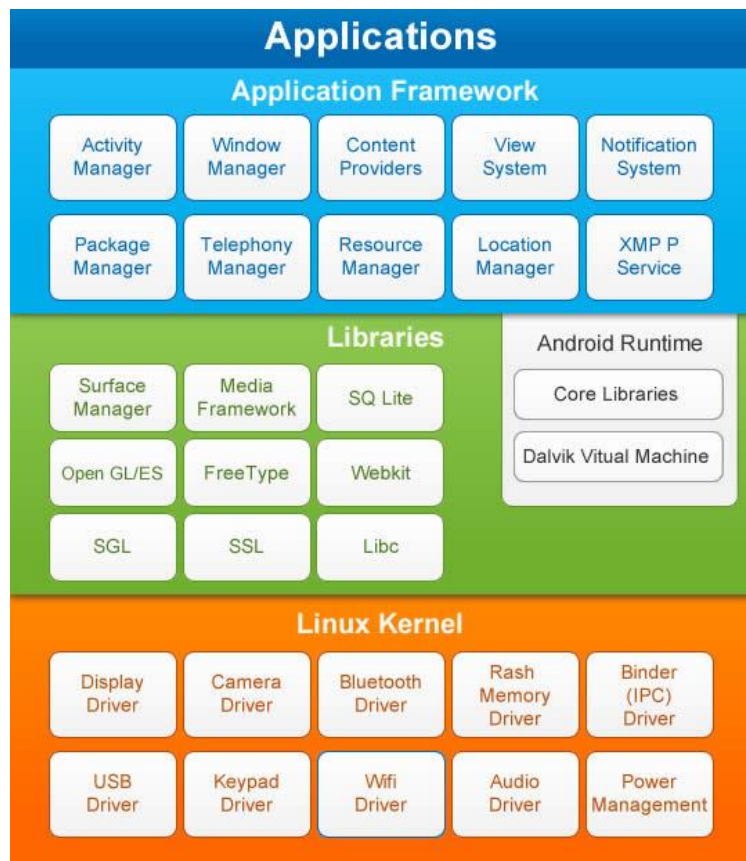 Applications
Application Framework
Activity
Manager
Window
Manager
Content
Providers
View
System
Notification
System
Package
Manager
Telephony
Manager
Resource
Manager
Location
Manager
XMP P
Service
Libraries
Surface
Manager
Media
Framework
SQ Lite
Open GL/ES
FreeType
Webkit
SGL
SSL
Libc
Android Runtime
Core Libraries
Dalvik Vitual Machine
Linux Kernel
Display
Driver
Camera
Driver
Bluetooth
Driver
Rash
Memory
Driver
Binder
(IPC)
Driver
USB
Driver
Keypad
Driver
Wifi
Driver
Audio
Driver
Power
Management